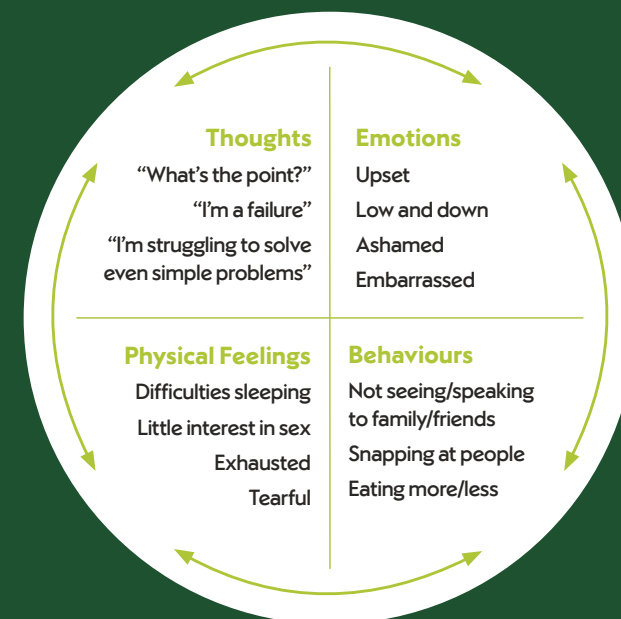 Thoughts
“What’s the point?”
“I’m a failure”
“I’m struggling to solve
even simple problems”
Emotions
Upset
Low and down
Ashamed
Embarrassed
Physical Feelings
Difficulties sleeping
Little interest in sex
Exhausted
Tearful
Behaviours
Not seeing/speaking
to family/friends
Snapping at people
Eating more/less